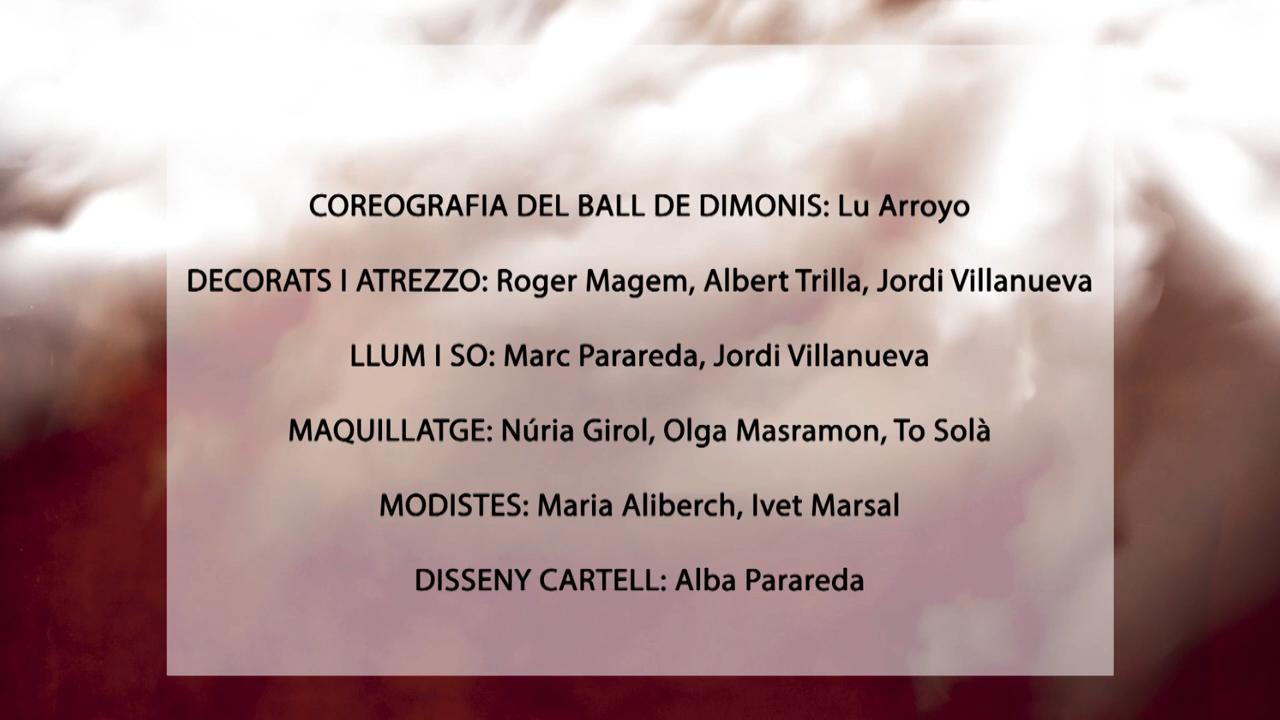 COREOGRAFIA DEL BALL DE DIMONIS: Lu Arroyo
DECORATS I ATREZZO: Roger Magem, Albert Trilla, Jordi Villanueva
LLUM I SO: Marc Parareda, Jordi Villanueva
MAQUILLATGE: Núria Girol, Olga Masramon, To Solà
MODISTES: Maria Aliberch, Ivet Marsal
DISSENY CARTELL: Alba Parareda